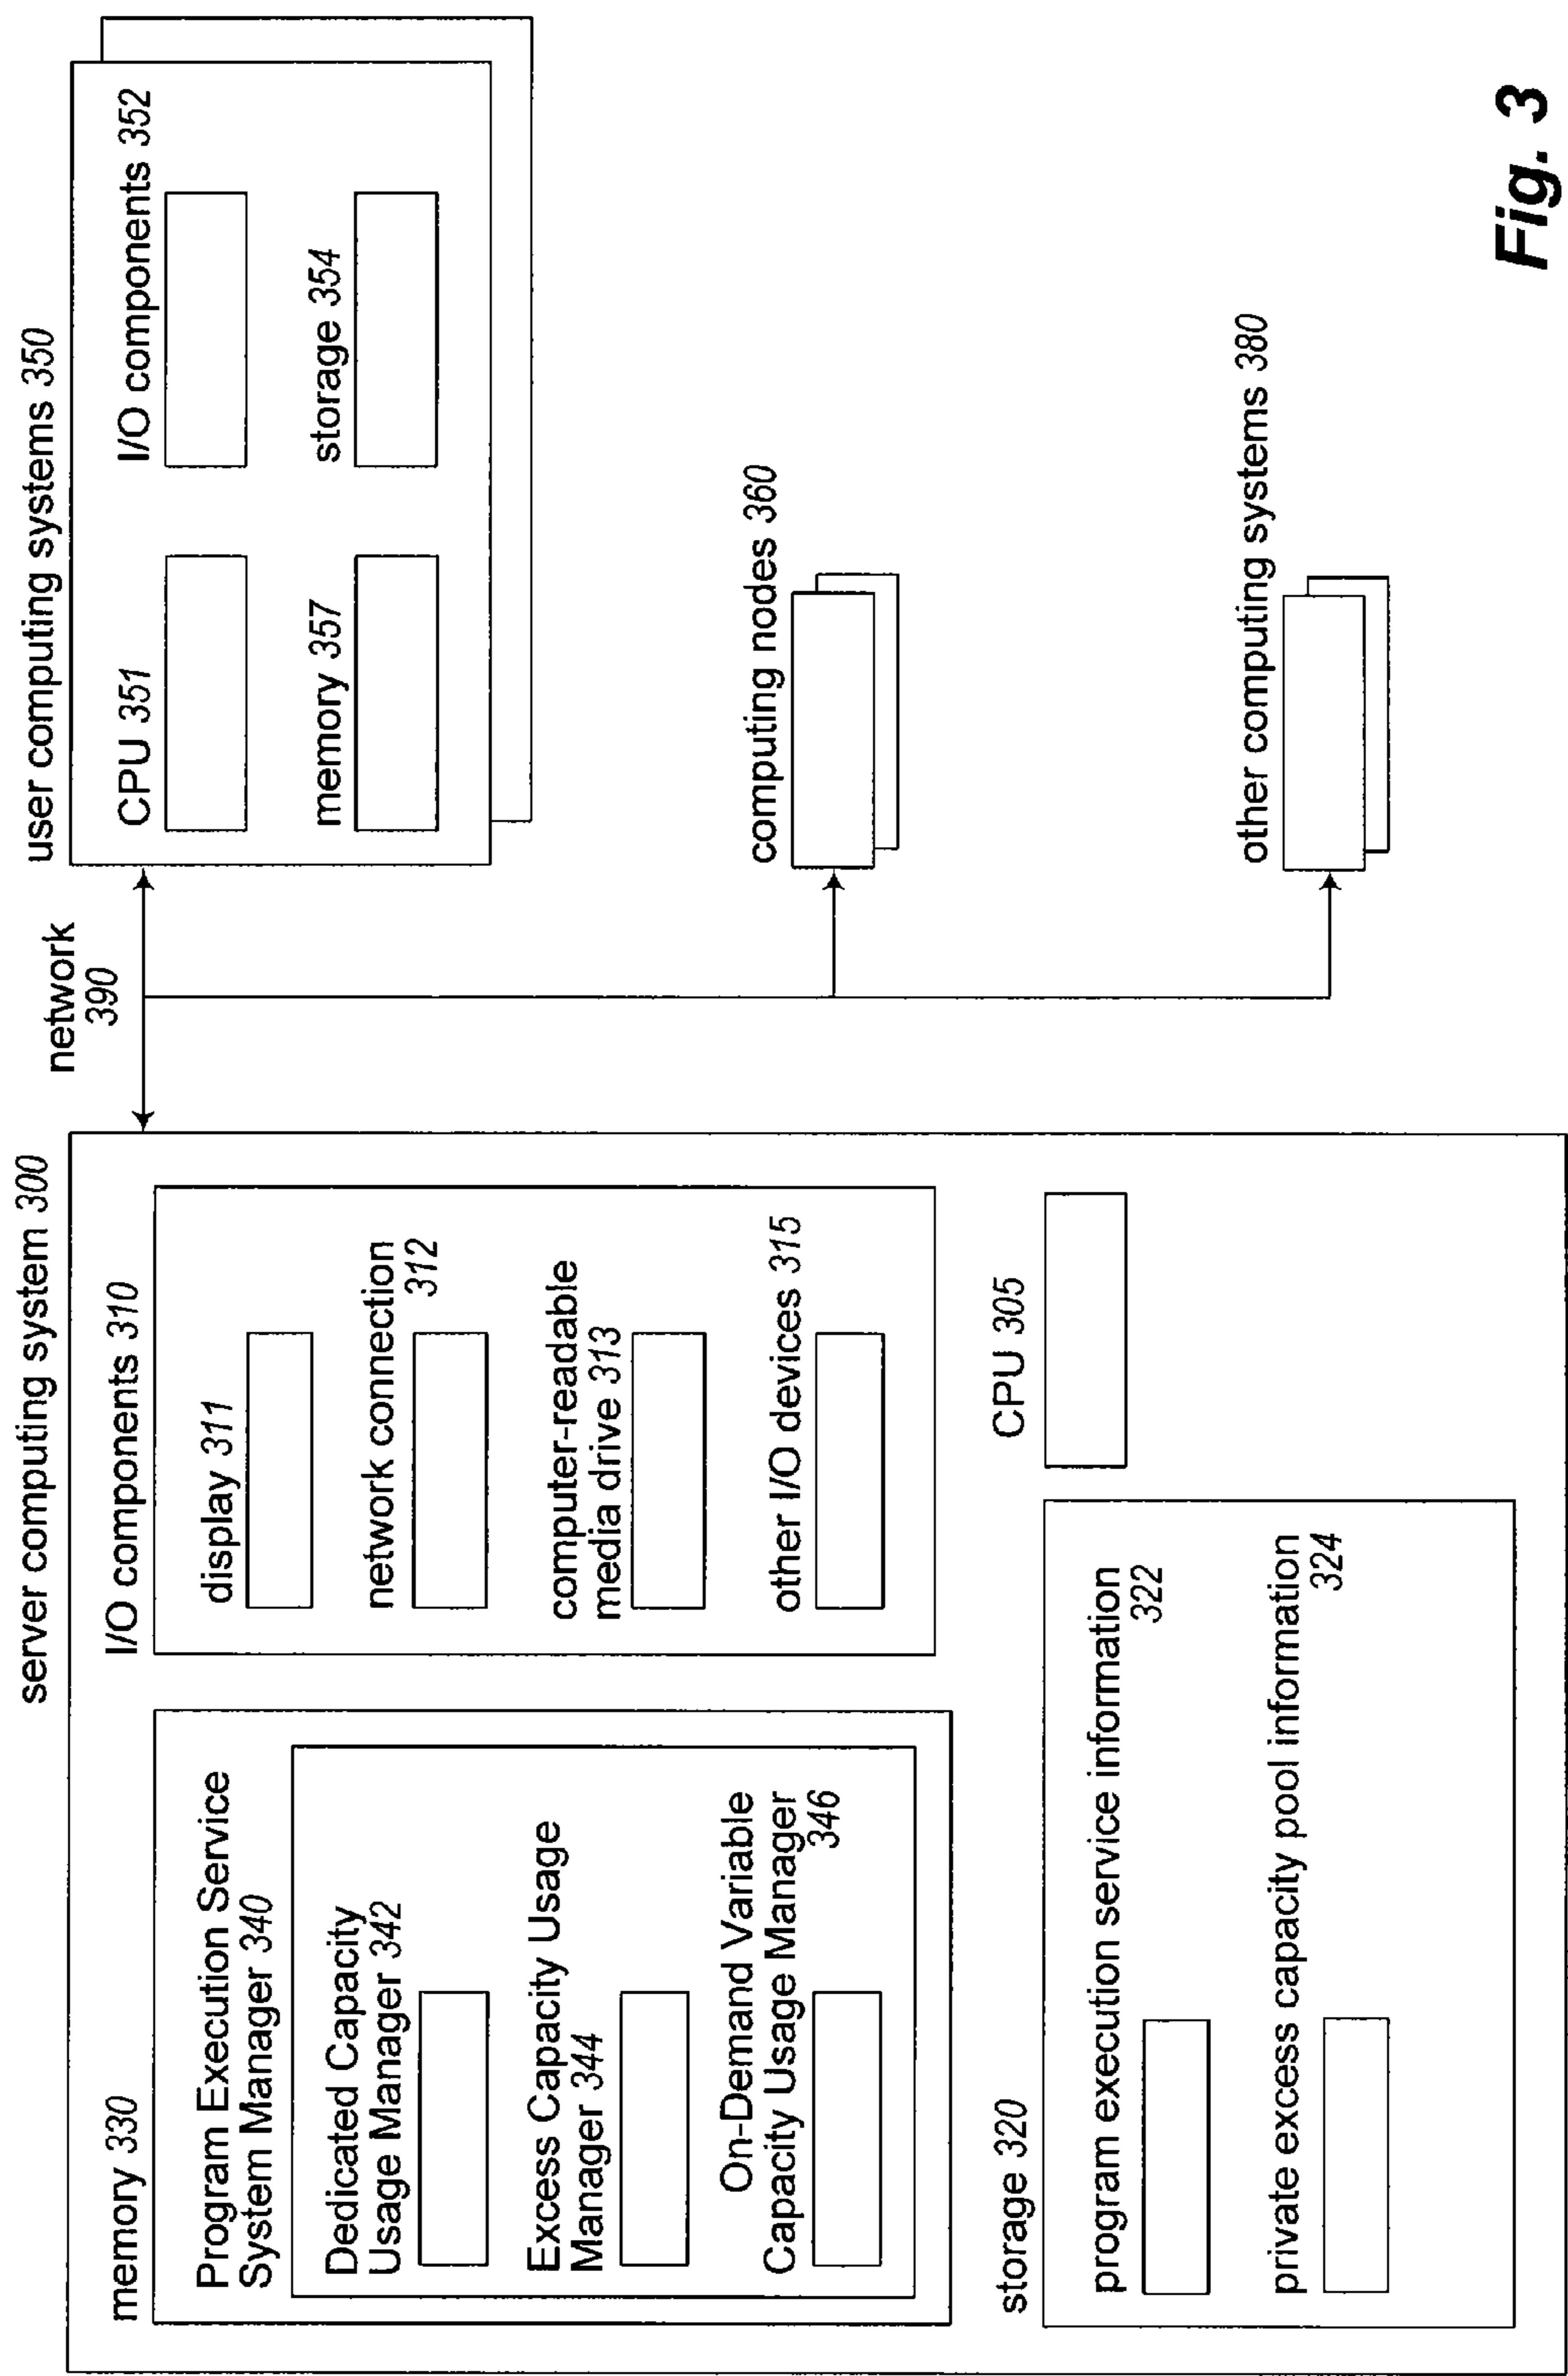 server computing system 300
memory 330
Program Execution Service
System Manager 340
Dedicated Capacity
Usage Manager 342
Excess Capacity Usage
Manager 344
On-Demand Variable
Capacity Usage Manager
346
I/O components 310
display 311
network connection
312
computer-readable
media drive 313
other I/O devices 315
storage 320
program execution service information
322
private excess capacity pool information
324
CPU 305
network
390
user computing systems 350
CPU 351
I/O components 352
memory 357
storage 354
computing nodes 360
other computing systems 380
Fig. 3